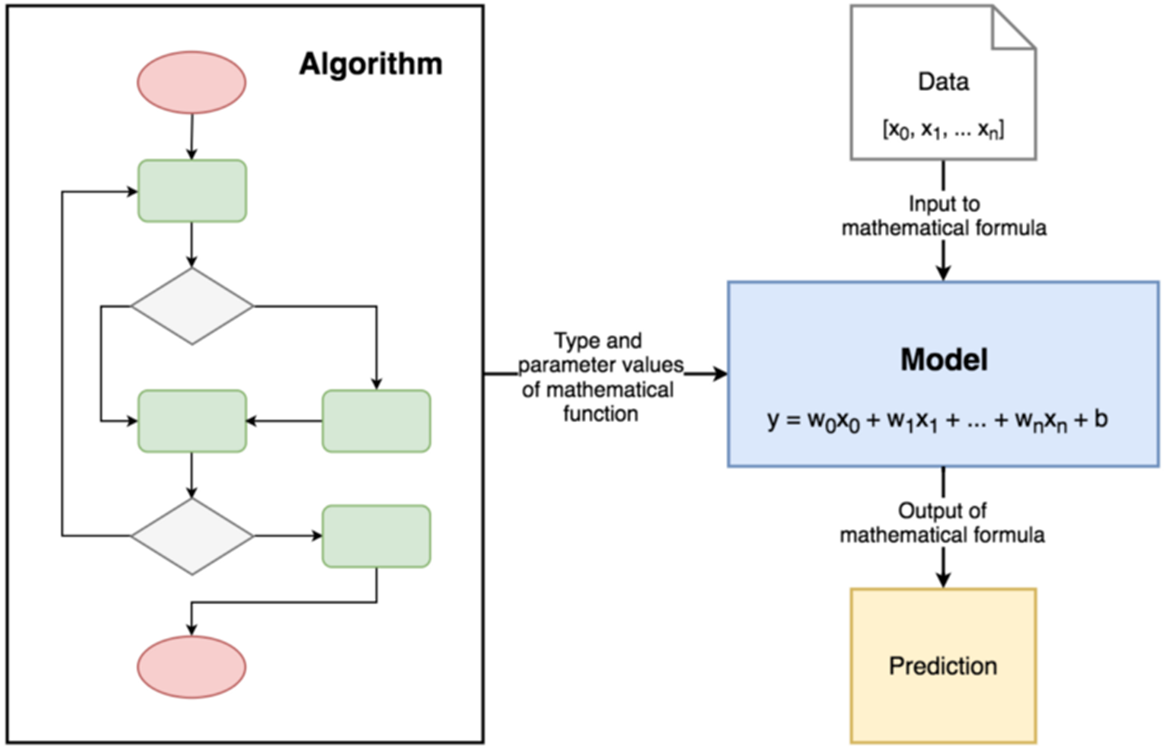 Algorithm
Data
[x₀, x₁, ... xₙ]
Input to
mathematical formula
Type and
parameter values
of mathematical
function
Model
y = w₀x₀ + w₁x₁ + ... + wₙxₙ + b
Output of
mathematical formula
Prediction